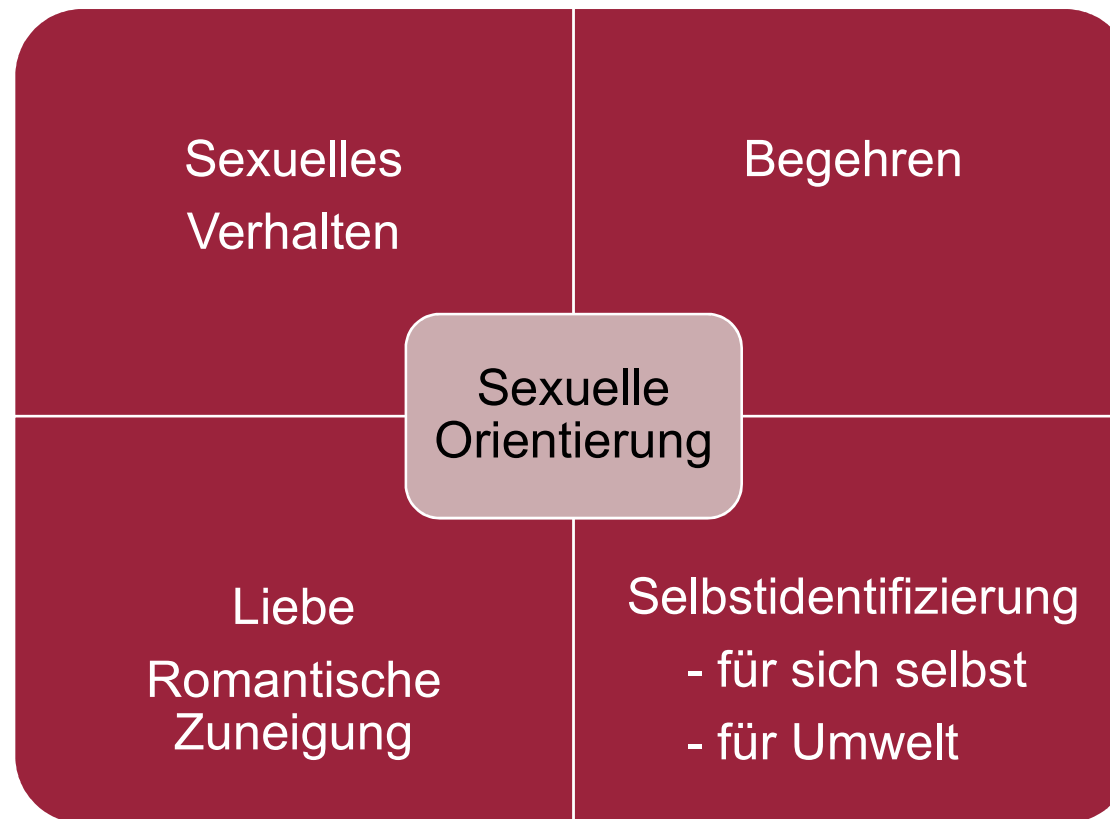 Sexuelles
Verhalten
Begehren
Sexuelle
Orientierung
Liebe
Romantische
Zuneigung
Selbstidentifizierung
- für sich selbst
- für Umwelt